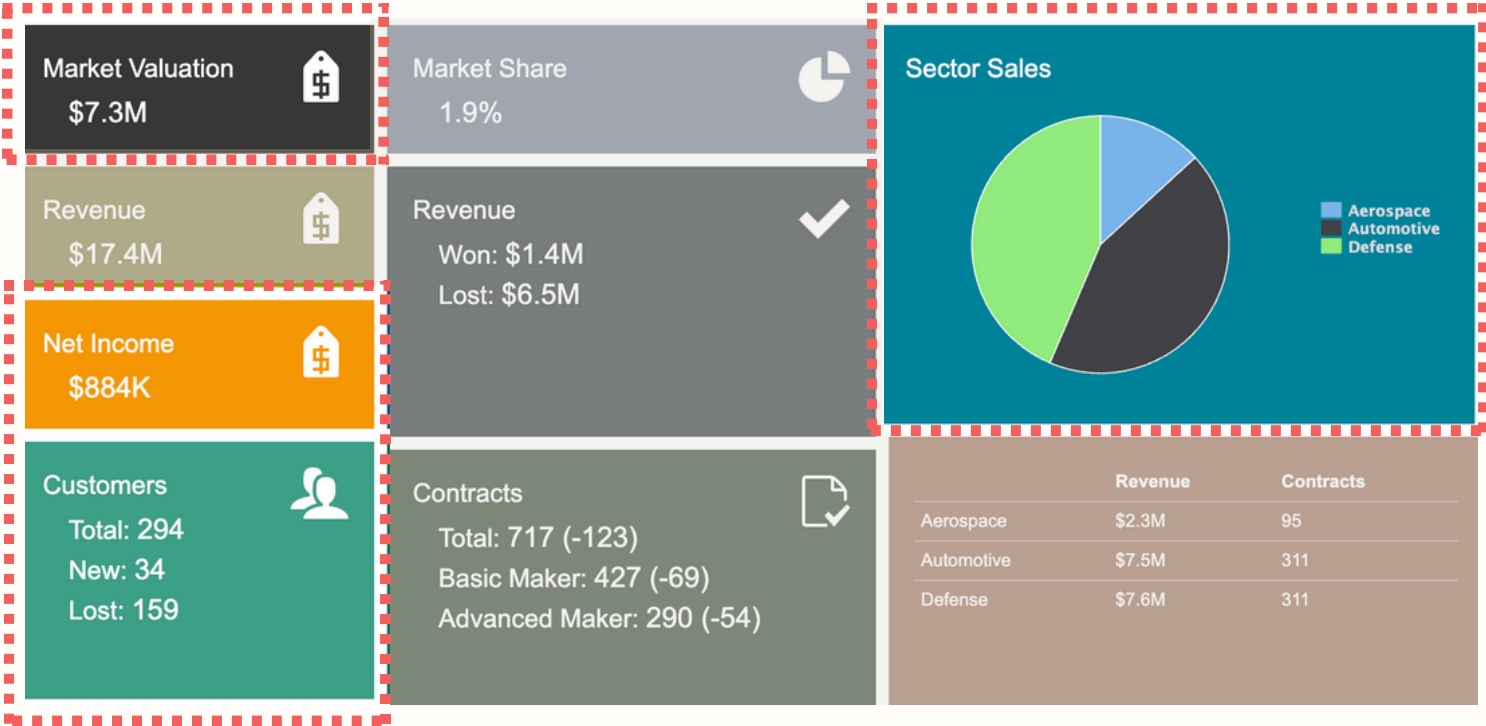 Market Valuation
$7.3M
Market Share
1.9%
Sector Sales
Aerospace
Automotive
Defense
Revenue
$17.4M
Revenue
Won: $1.4M
Lost: $6.5M
Net Income
$884K
Customers
Total: 294
New: 34
Lost: 159
Contracts
Total: 717 (-123)
Basic Maker: 427 (-69)
Advanced Maker: 290 (-54)
Revenue Contracts
Aerospace $2.3M 95
Automotive $7.5M 311
Defense $7.6M 311